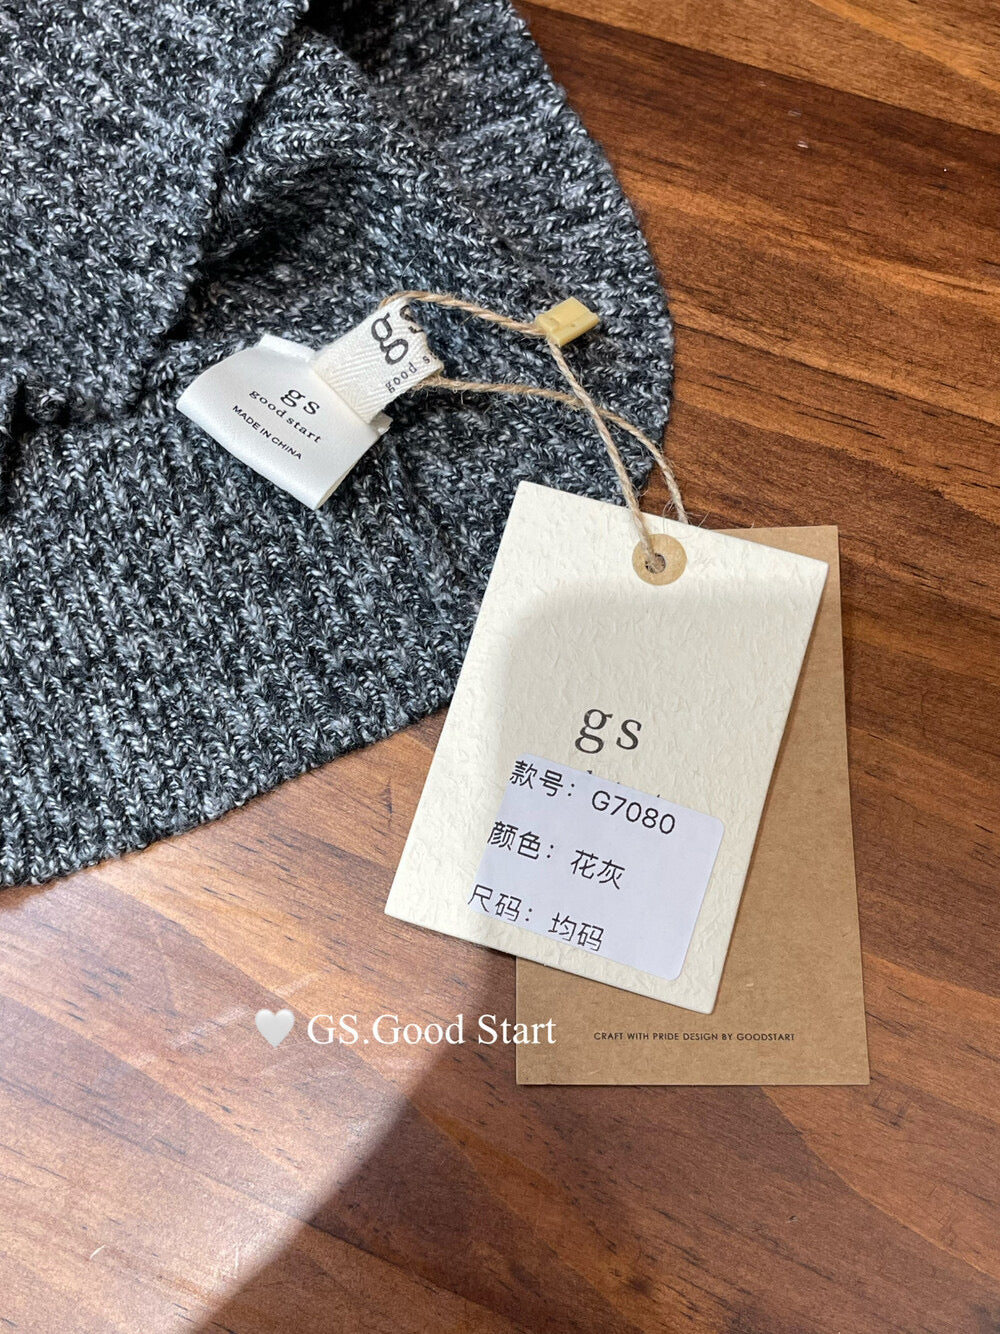 gs
good s
gs
good start
MADE IN CHINA
gs
款号：G7080
颜色：花灰
尺码：均码
GS.Good Start
CRAFT WITH PRIDE DESIGN BY GOODSTART